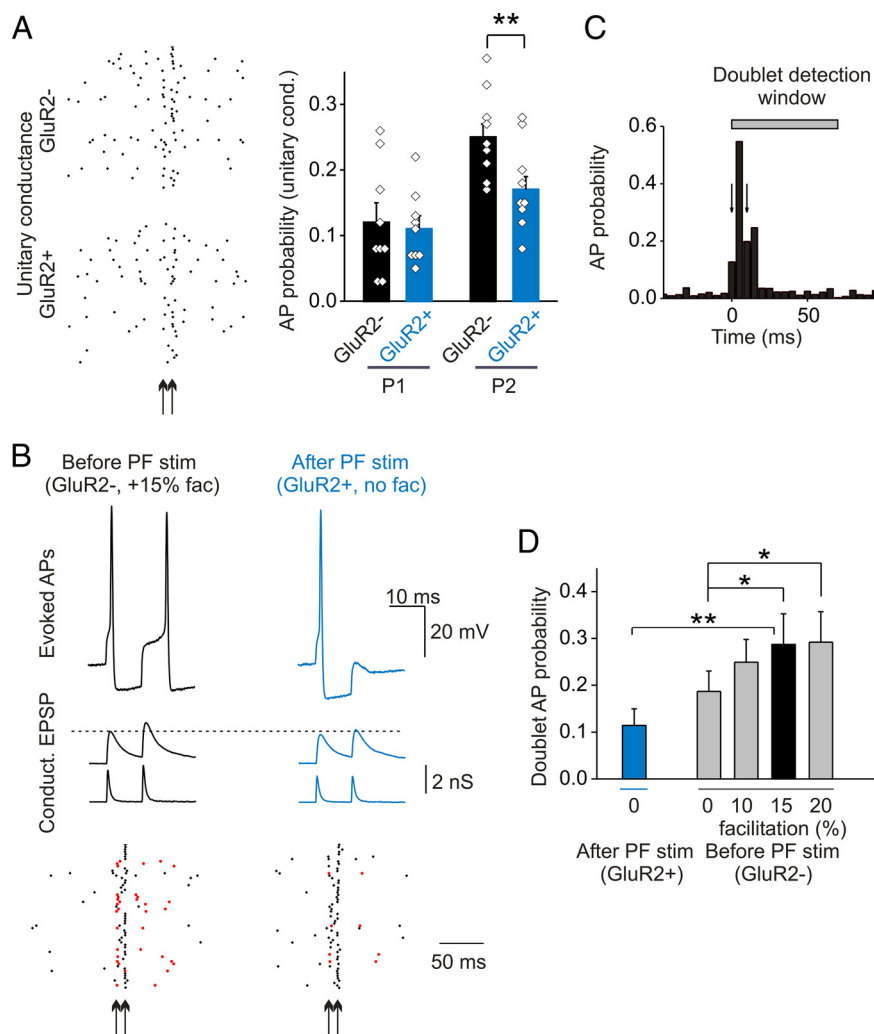 A
Unitary conductance
GluR2-
GluR2+
**
AP probability (unitary cond.)
0.3
0.2
0.1
0.0
GluR2-
GluR2+
GluR2-
GluR2+
P1
P2
C
Doublet detection
window
AP probability
0.6
0.4
0.2
0.0
0
50
Time (ms)
B
Before PF stim
(GluR2-, +15% fac)
After PF stim
(GluR2+, no fac)
Evoked APs
10 ms
20 mV
Conduct. EPSP
2 nS
50 ms
D
Doublet AP probability
0.4
0.3
0.2
0.1
0.0
**
*
*
0
0
10
15
20
facilitation (%)
After PF stim
(GluR2+)
Before PF stim
(GluR2-)